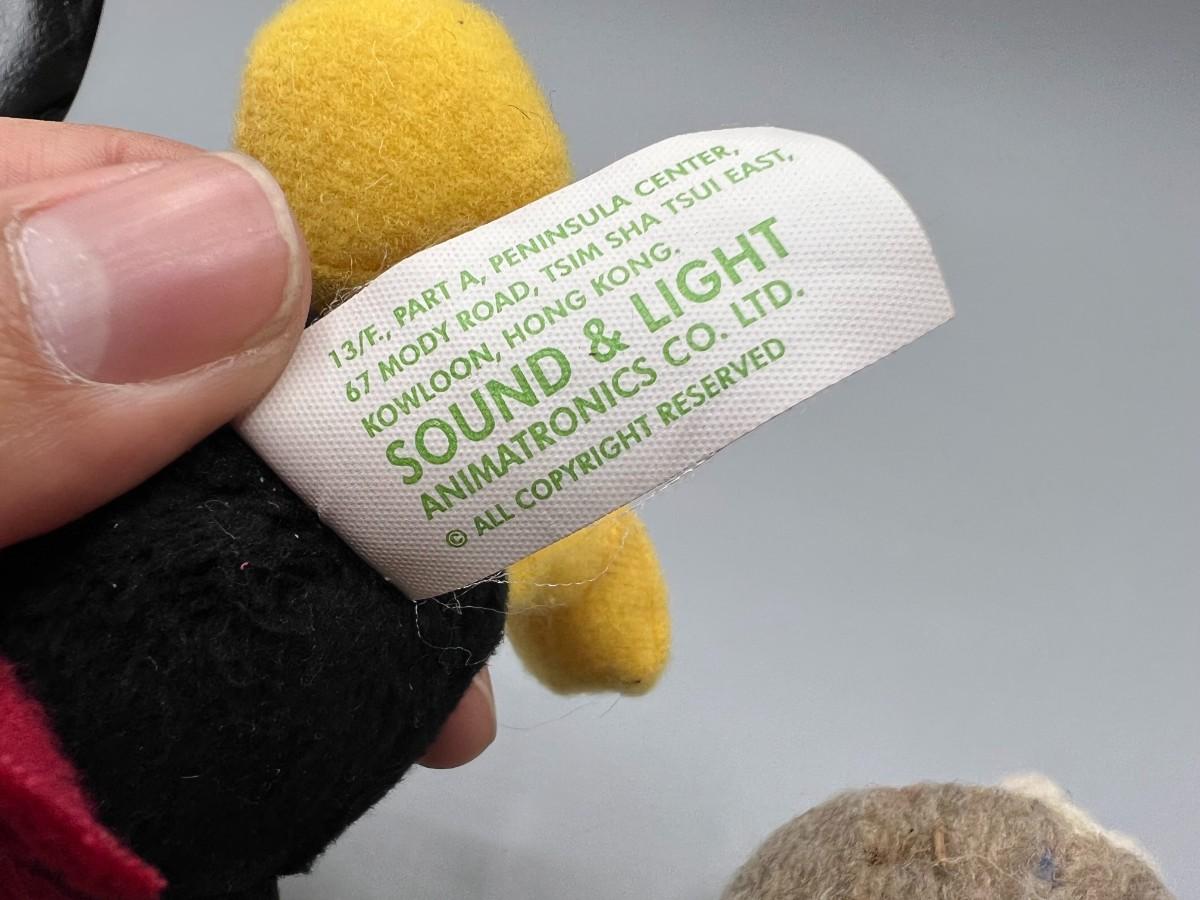 13/F., PART A, PENINSULA CENTER,
67 MODY ROAD, TSIM SHA TSUI EAST,
KOWLOON, HONG KONG.
SOUND & LIGHT
ANIMATRONICS CO. LTD.
© ALL COPYRIGHT RESERVED